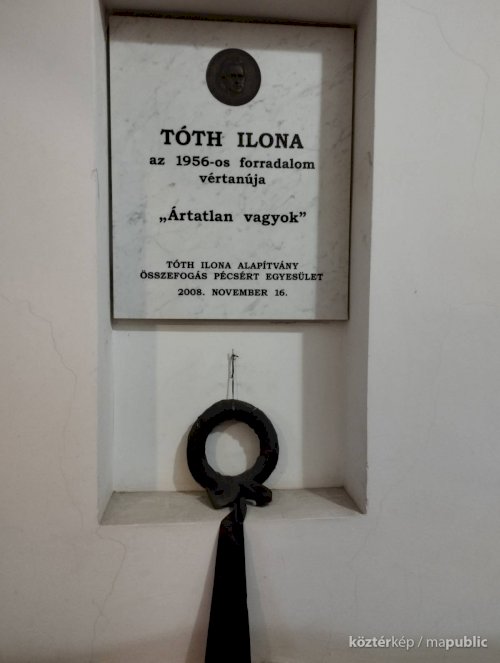 TÓTH ILONA
az 1956-os forradalom
vértanúja
„Ártatlan vagyok”
TÓTH ILONA ALAPÍTVÁNY
ÖSSZEFOGÁS PÉCSÉRT EGYESÜLET
2008. NOVEMBER 16.
köztérkép / mapublic